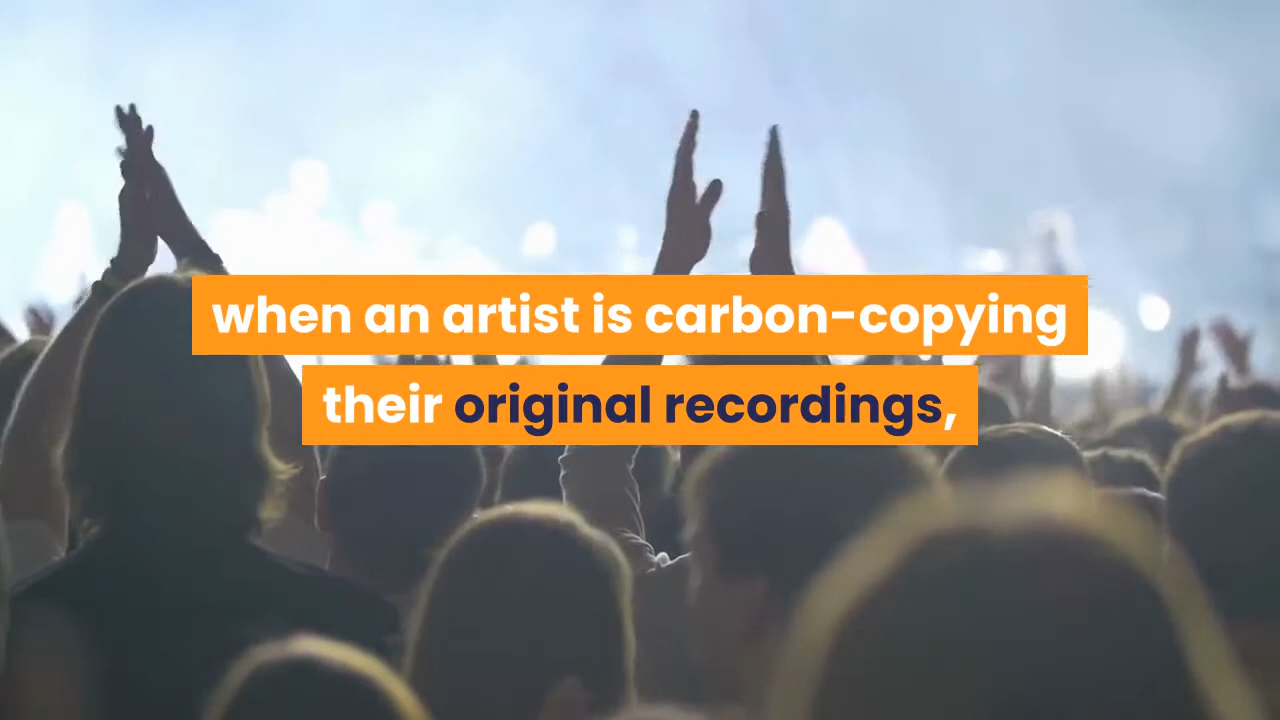 when an artist is carbon-copying
their original recordings,